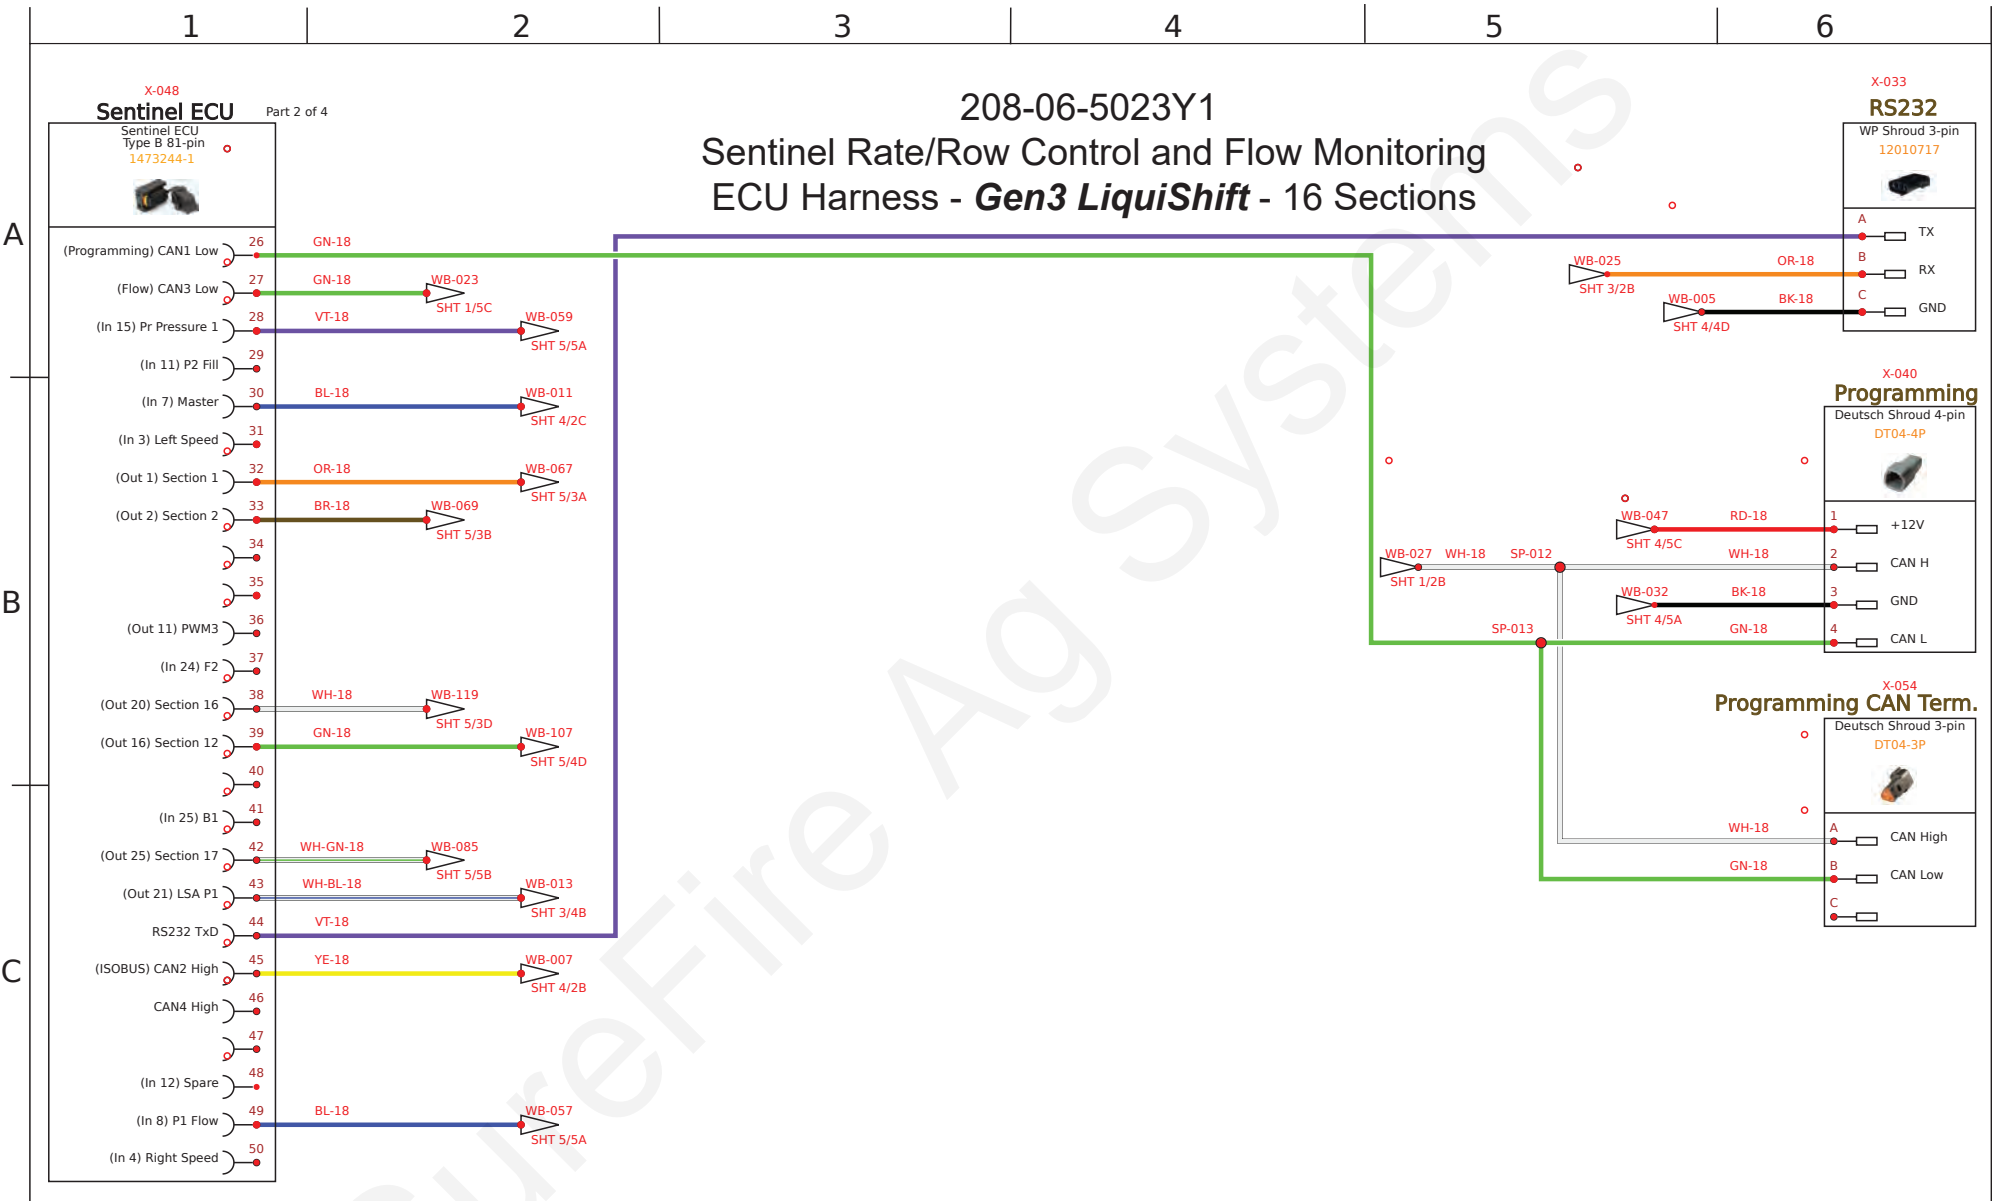 1 2 3 4 5 6
208-06-5023Y1
Sentinel Rate/Row Control and Flow Monitoring
ECU Harness - Gen3 LiquiShift - 16 Sections
A
B
C
X-048
Sentinel ECU
Part 2 of 4
Sentinel ECU
Type B 81-pin
1473244-1
(Programming) CAN1 Low 26 GN-18
(Flow) CAN3 Low 27 GN-18 WB-023
SHT 1/5C
(In 15) Pr Pressure 1 28 VT-18 WB-059
SHT 5/5A
(In 11) P2 Fill 29
(In 7) Master 30 BL-18 WB-011
SHT 4/2C
(In 3) Left Speed 31
(Out 1) Section 1 32 OR-18 WB-067
SHT 5/3A
(Out 2) Section 2 33 BR-18 WB-069
SHT 5/3B
34
35
(Out 11) PWM3 36
(In 24) F2 37
(Out 20) Section 16 38 WH-18 WB-119
SHT 5/3D
(Out 16) Section 12 39 GN-18 WB-107
SHT 5/4D
40
(In 25) B1 41
(Out 25) Section 17 42 WH-GN-18 WB-085
SHT 5/5B
(Out 21) LSA P1 43 WH-BL-18 WB-013
SHT 3/4B
RS232 TxD 44 VT-18
(ISOBUS) CAN2 High 45 YE-18 WB-007
SHT 4/2B
CAN4 High 46
47
(In 12) Spare 48
(In 8) P1 Flow 49 BL-18 WB-057
SHT 5/5A
(In 4) Right Speed 50
X-033
RS232
WP Shroud 3-pin
12010717
A TX
WB-025 OR-18 B RX
SHT 3/2B
WB-005 BK-18 C GND
SHT 4/4D
X-040
Programming
Deutsch Shroud 4-pin
DT04-4P
WB-047 RD-18 1 +12V
SHT 4/5C
WB-027 WH-18 SP-012 WH-18 2 CAN H
SHT 1/2B
WB-032 BK-18 3 GND
SHT 4/5A
SP-013 GN-18 4 CAN L
X-054
Programming CAN Term.
Deutsch Shroud 3-pin
DT04-3P
WH-18 A CAN High
GN-18 B CAN Low
C
SureFire Ag Systems